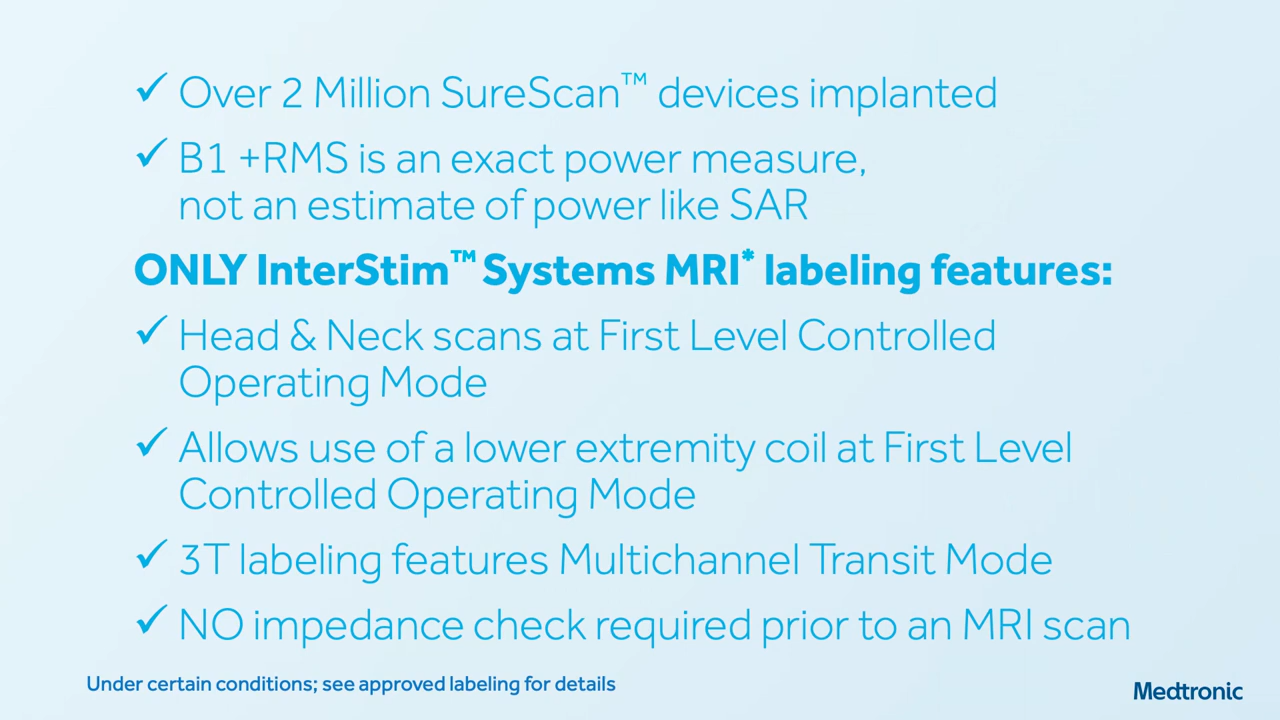 ✓ Over 2 Million SureScan™ devices implanted
✓ B1 +RMS is an exact power measure,
not an estimate of power like SAR
ONLY InterStim™ Systems MRI* labeling features:
✓ Head & Neck scans at First Level Controlled
Operating Mode
✓ Allows use of a lower extremity coil at First Level
Controlled Operating Mode
✓ 3T labeling features Multichannel Transit Mode
✓ NO impedance check required prior to an MRI scan
Under certain conditions; see approved labeling for details
Medtronic